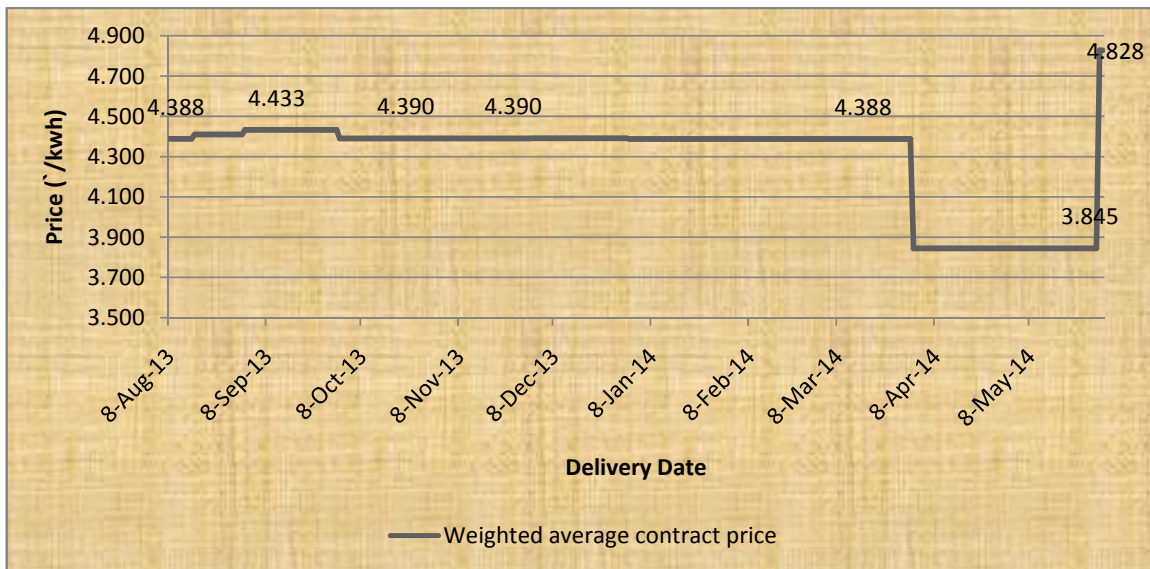 4.900
4.700
4.500
4.300
4.100
3.900
3.700
3.500
Price (`/kwh)
4.388
4.433
4.390
4.390
4.388
3.845
4.828
8-Aug-13
8-Sep-13
8-Oct-13
8-Nov-13
8-Dec-13
8-Jan-14
8-Feb-14
8-Mar-14
8-Apr-14
8-May-14
Delivery Date
Weighted average contract price